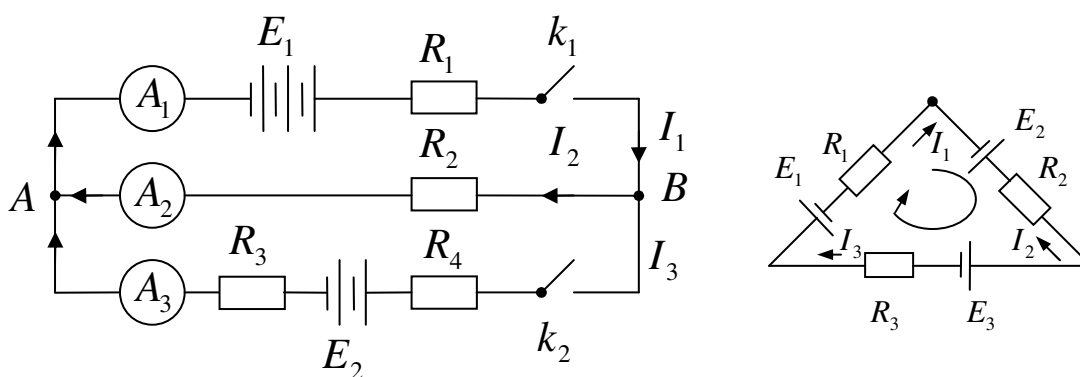 E₁
R₁
k₁
A₁
I₁
I₂
R₂
A
A₂
B
R₃
R₄
I₃
A₃
E₂
k₂
E₂
R₁
I₁
E₁
R₂
I₃
I₂
R₃
E₃